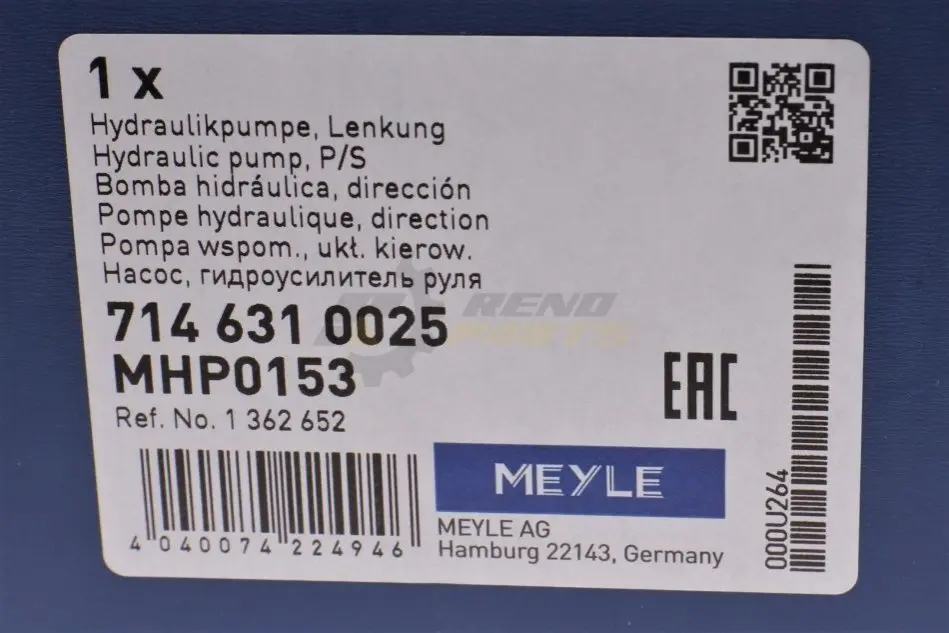 1 x
Hydraulikpumpe, Lenkung
Hydraulic pump, P/S
Bomba hidráulica, dirección
Pompe hydraulique, direction
Pompa wspom., ukł. kierow.
Насос, гидроусилитель руля
RENO
PARTS
714 631 0025
MHP0153
Ref. No. 1 362 652
EAC
4 040074 224946
MEYLE
MEYLE AG
Hamburg 22143, Germany
000U264